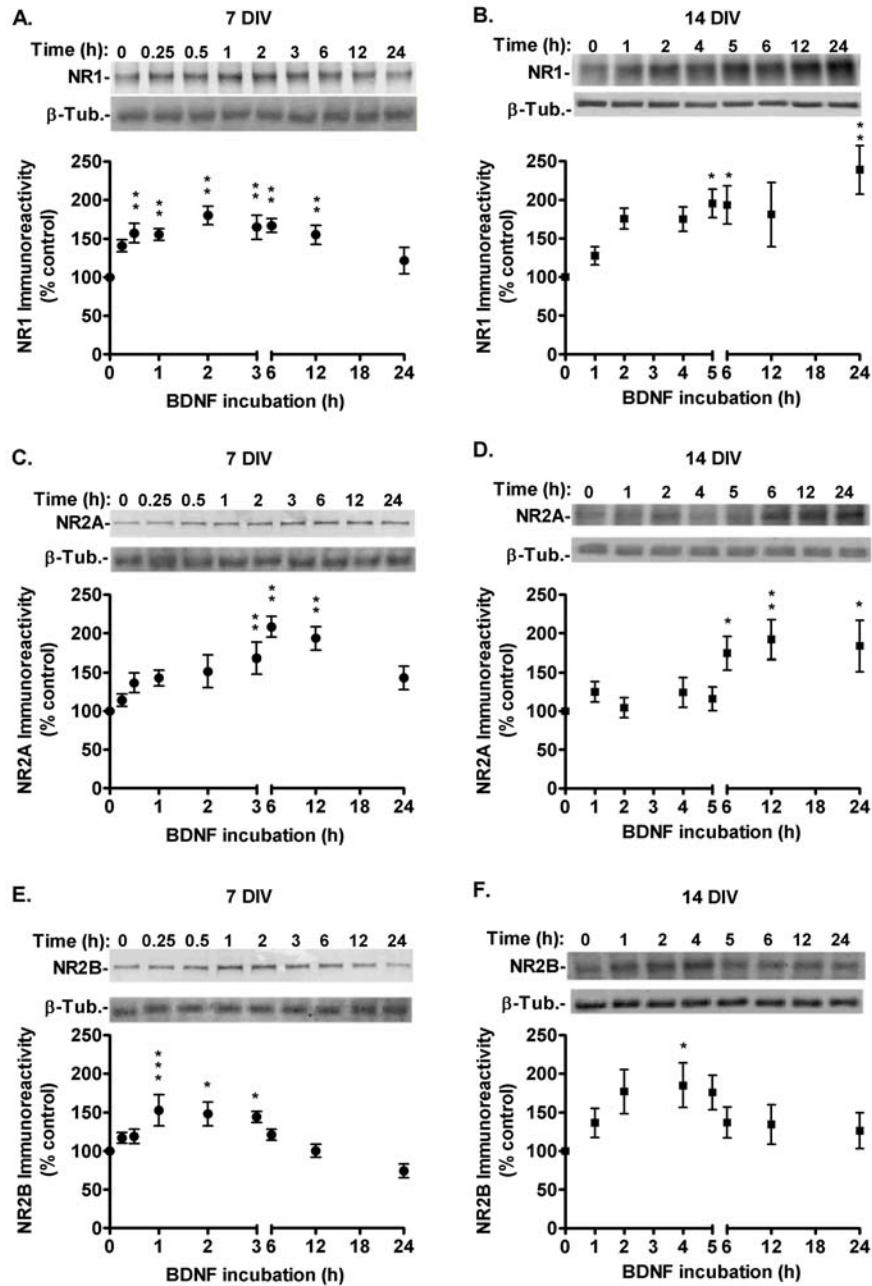 A. 7 DIV
Time (h): 0 0.25 0.5 1 2 3 6 12 24
NR1-
β-Tub.-
** ** ** ** ** **
250
200
150
100
50
0
NR1 Immunoreactivity
(% control)
0 1 2 3 6 12 24
BDNF incubation (h)
B. 14 DIV
Time (h): 0 1 2 4 5 6 12 24
NR1-
β-Tub.-
* * **
250
200
150
100
50
0
NR1 Immunoreactivity
(% control)
0 1 2 3 4 5 6 12 18 24
BDNF incubation (h)
C. 7 DIV
Time (h): 0 0.25 0.5 1 2 3 6 12 24
NR2A-
β-Tub.-
** ** **
250
200
150
100
50
0
NR2A Immunoreactivity
(% control)
0 1 2 3 6 12 24
BDNF incubation (h)
D. 14 DIV
Time (h): 0 1 2 4 5 6 12 24
NR2A-
β-Tub.-
* ** *
250
200
150
100
50
0
NR2A Immunoreactivity
(% control)
0 1 2 3 4 5 6 12 18 24
BDNF incubation (h)
E. 7 DIV
Time (h): 0 0.25 0.5 1 2 3 6 12 24
NR2B-
β-Tub.-
*** * *
250
200
150
100
50
0
NR2B Immunoreactivity
(% control)
0 1 2 3 6 12 24
BDNF incubation (h)
F. 14 DIV
Time (h): 0 1 2 4 5 6 12 24
NR2B-
β-Tub.-
*
250
200
150
100
50
0
NR2B Immunoreactivity
(% control)
0 1 2 3 4 5 6 12 18 24
BDNF incubation (h)